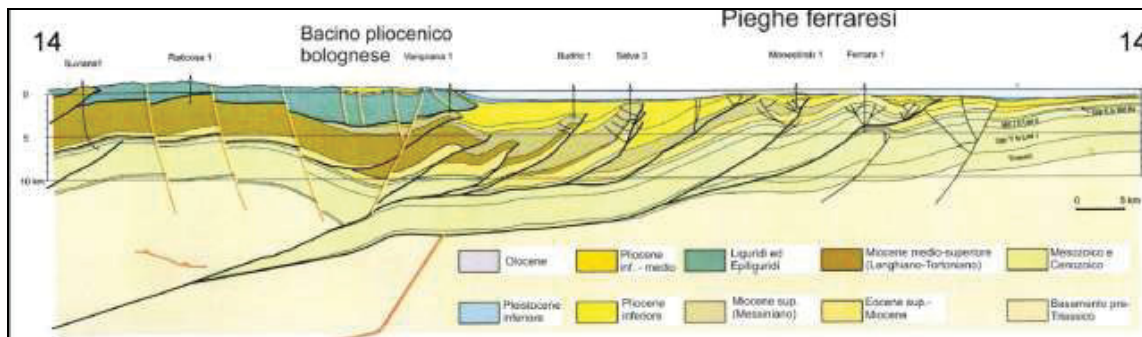 Pieghe ferraresi
14
Bacino pliocenico
bolognese
14
Selva 3
Ferrara 1
0
5
10 km
0 5 km
Olocene
Pliocene
inf. - medio
Liguridi ed
Epiliguridi
Miocene medio-superiore
(Langhiano-Tortoniano)
Mesozoico e
Cenozoico
Pleistocene
inferiore
Pliocene
inferiore
Miocene sup.
(Messiniano)
Eocene sup.-
Miocene
Basamento pre-
Triassico